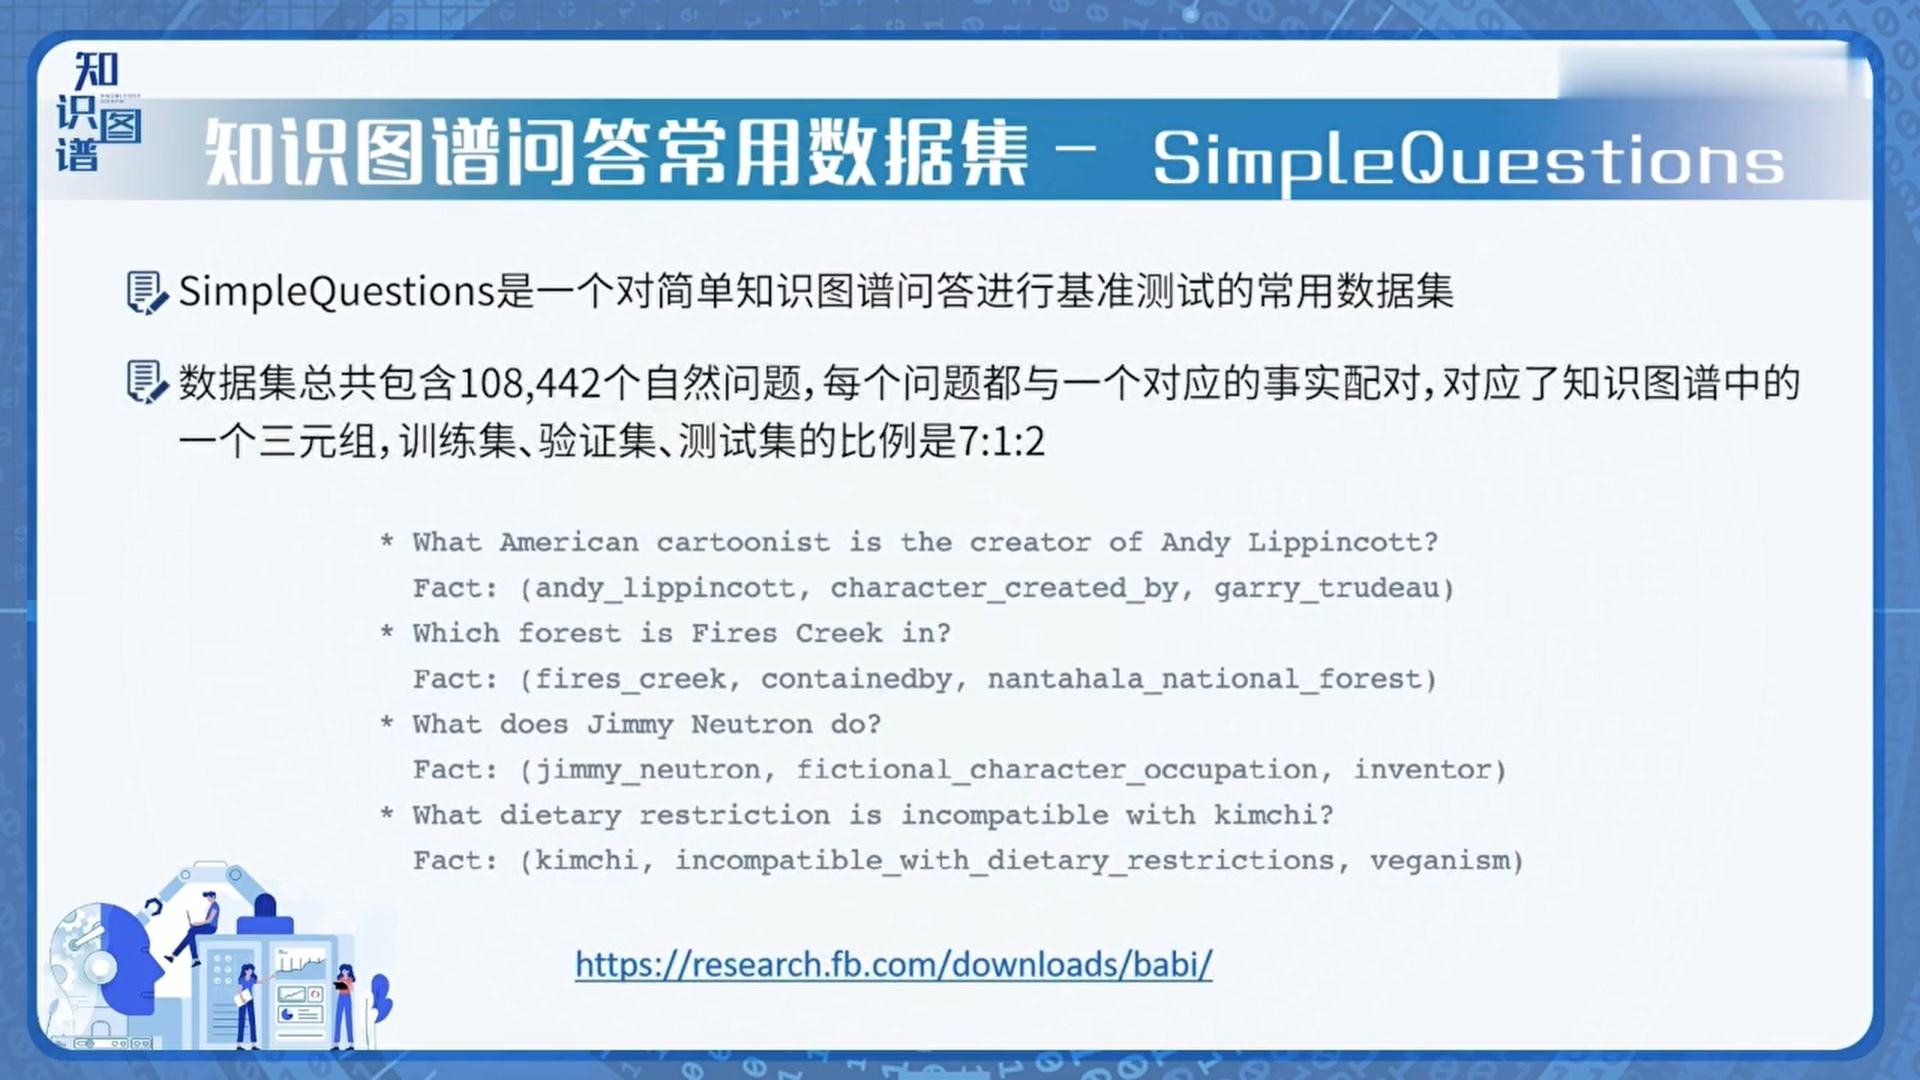 知
识图
谱
知识图谱问答常用数据集 - SimpleQuestions
SimpleQuestions是一个对简单知识图谱问答进行基准测试的常用数据集
数据集总共包含108,442个自然问题,每个问题都与一个对应的事实配对,对应了知识图谱中的
一个三元组,训练集、验证集、测试集的比例是7:1:2
* What American cartoonist is the creator of Andy Lippincott?
Fact: (andy_lippincott, character_created_by, garry_trudeau)
* Which forest is Fires Creek in?
Fact: (fires_creek, containedby, nantahala_national_forest)
* What does Jimmy Neutron do?
Fact: (jimmy_neutron, fictional_character_occupation, inventor)
* What dietary restriction is incompatible with kimchi?
Fact: (kimchi, incompatible_with_dietary_restrictions, veganism)
https://research.fb.com/downloads/babi/